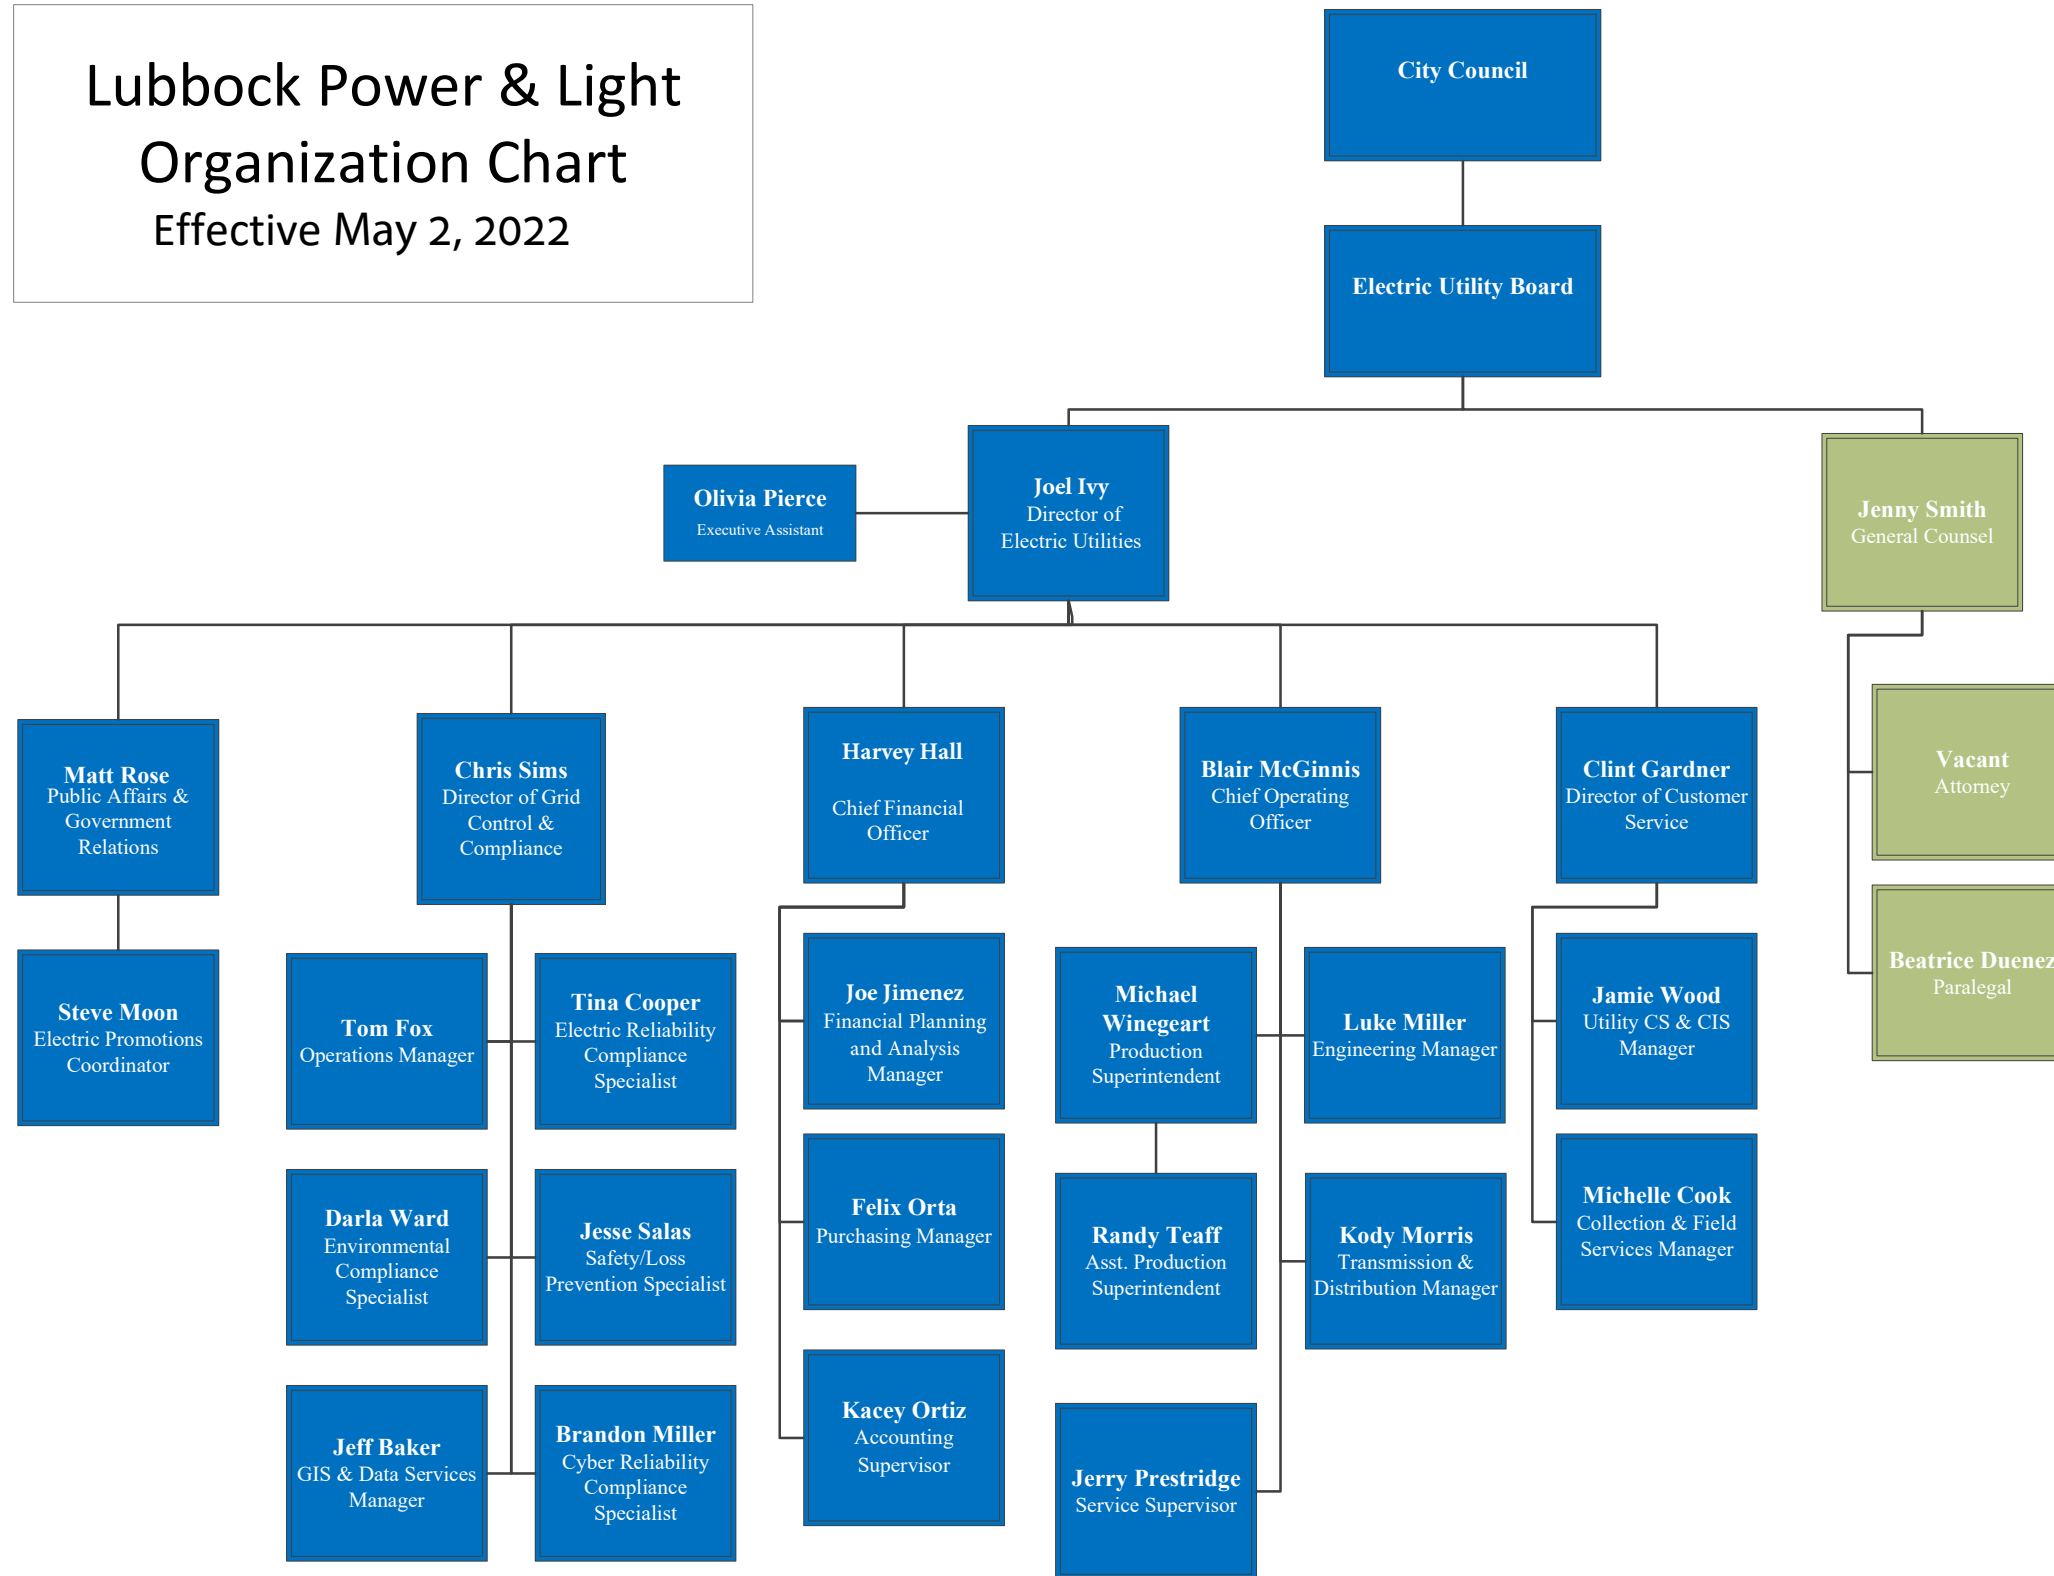 Lubbock Power & Light
Organization Chart
Effective May 2, 2022
City Council
Electric Utility Board
Olivia Pierce
Executive Assistant
Joel Ivy
Director of
Electric Utilities
Jenny Smith
General Counsel
Matt Rose
Public Affairs &
Government
Relations
Chris Sims
Director of Grid
Control &
Compliance
Harvey Hall
Chief Financial
Officer
Blair McGinnis
Chief Operating
Officer
Clint Gardner
Director of Customer
Service
Vacant
Attorney
Beatrice Duenez
Paralegal
Steve Moon
Electric Promotions
Coordinator
Tom Fox
Operations Manager
Tina Cooper
Electric Reliability
Compliance
Specialist
Darla Ward
Environmental
Compliance
Specialist
Jesse Salas
Safety/Loss
Prevention Specialist
Jeff Baker
GIS & Data Services
Manager
Brandon Miller
Cyber Reliability
Compliance
Specialist
Joe Jimenez
Financial Planning
and Analysis
Manager
Felix Orta
Purchasing Manager
Kacey Ortiz
Accounting
Supervisor
Michael
Winegeart
Production
Superintendent
Luke Miller
Engineering Manager
Randy Teaff
Asst. Production
Superintendent
Kody Morris
Transmission &
Distribution Manager
Jerry Prestridge
Service Supervisor
Jamie Wood
Utility CS & CIS
Manager
Michelle Cook
Collection & Field
Services Manager